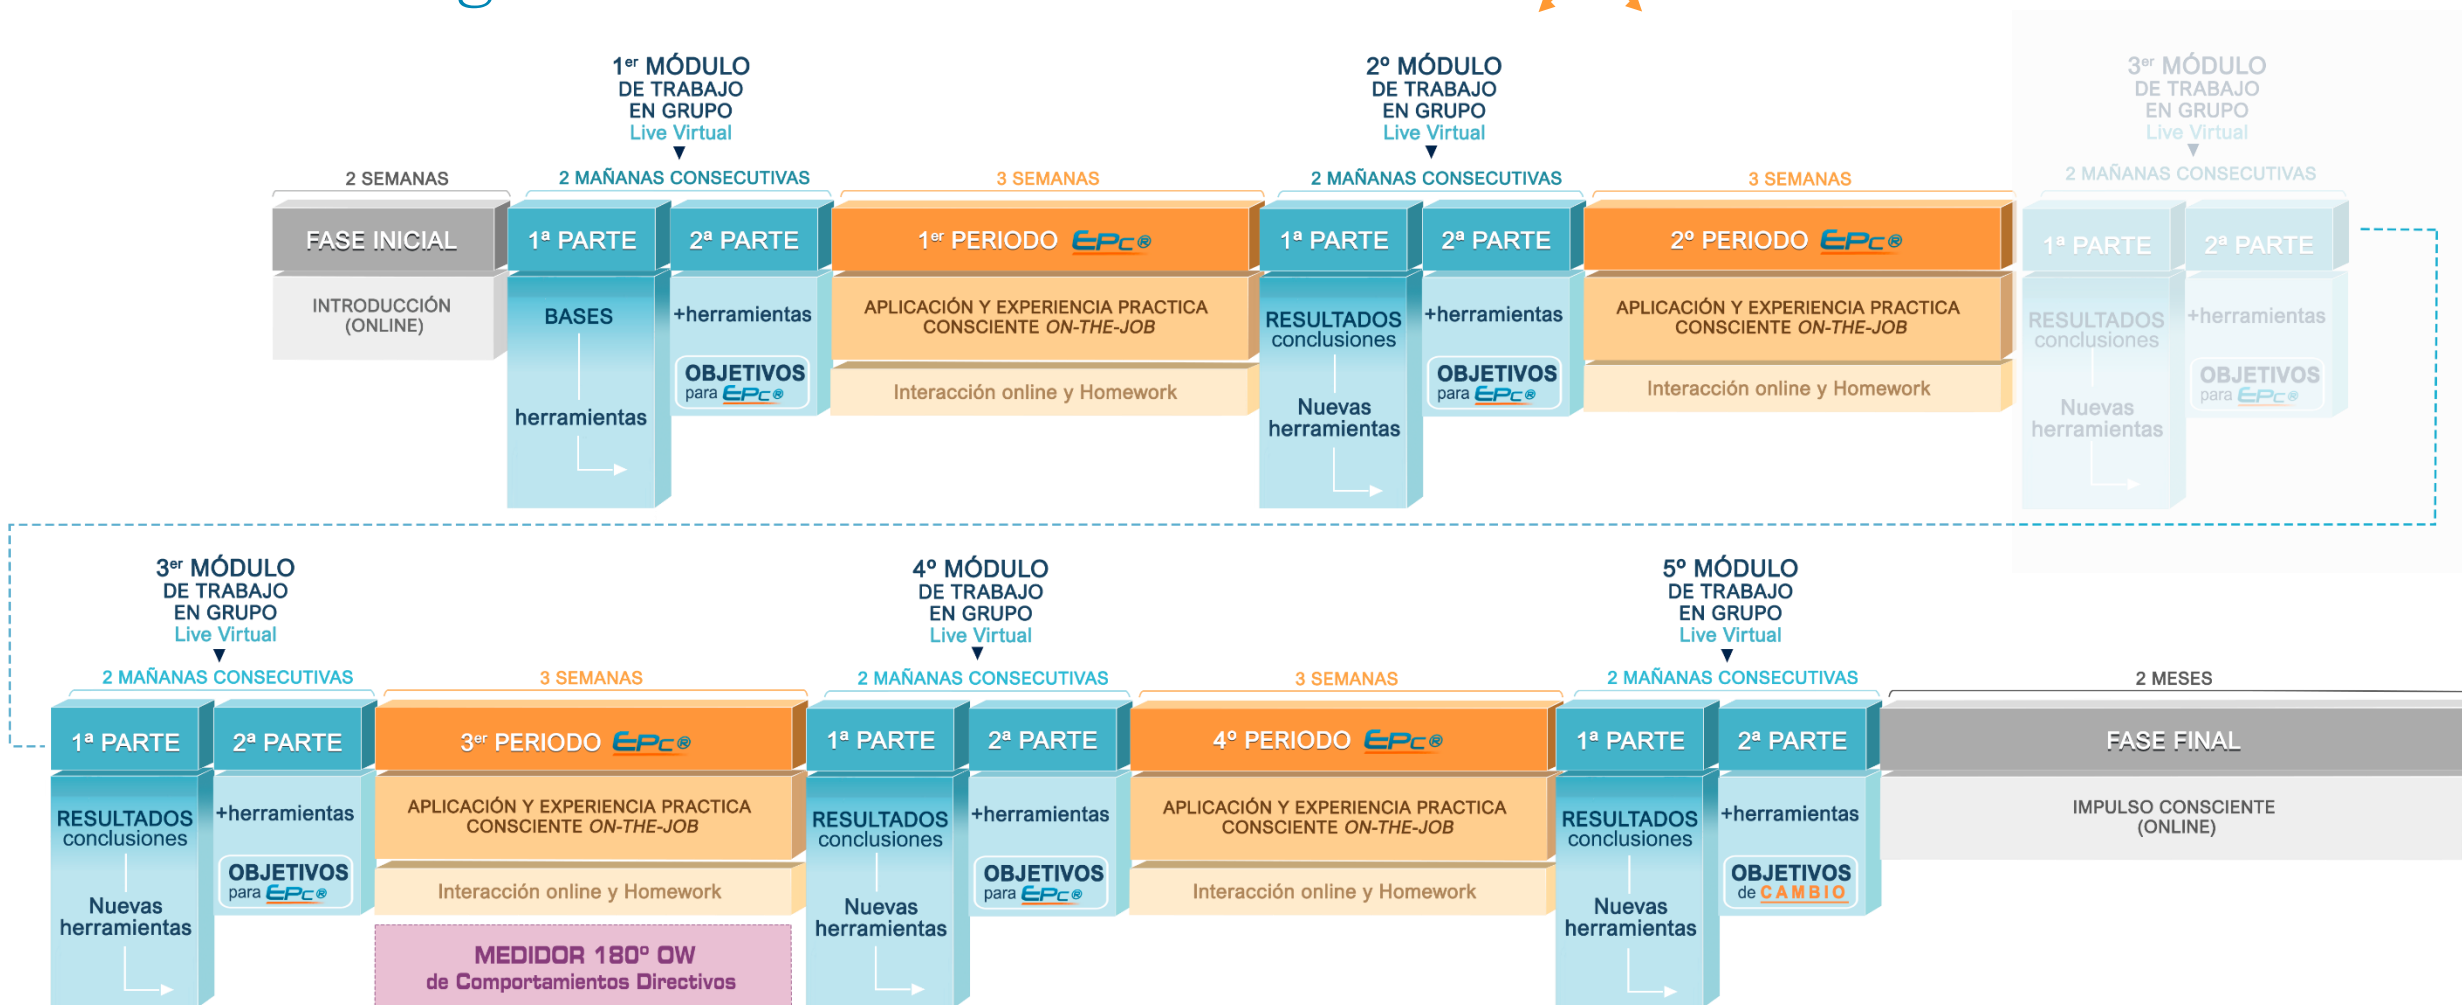 1er MÓDULO
DE TRABAJO
EN GRUPO
Live Virtual
2º MÓDULO
DE TRABAJO
EN GRUPO
Live Virtual
3er MÓDULO
DE TRABAJO
EN GRUPO
Live Virtual
2 SEMANAS
2 MAÑANAS CONSECUTIVAS
3 SEMANAS
2 MAÑANAS CONSECUTIVAS
3 SEMANAS
2 MAÑANAS CONSECUTIVAS
FASE INICIAL
1ª PARTE
2ª PARTE
1er PERIODO EPc®
1ª PARTE
2ª PARTE
2º PERIODO EPc®
1ª PARTE
2ª PARTE
INTRODUCCIÓN
(ONLINE)
BASES
herramientas
+herramientas
OBJETIVOS
para EPc®
APLICACIÓN Y EXPERIENCIA PRACTICA
CONSCIENTE ON-THE-JOB
Interacción online y Homework
RESULTADOS
conclusiones
Nuevas
herramientas
+herramientas
OBJETIVOS
para EPc®
APLICACIÓN Y EXPERIENCIA PRACTICA
CONSCIENTE ON-THE-JOB
Interacción online y Homework
RESULTADOS
conclusiones
Nuevas
herramientas
+herramientas
OBJETIVOS
para EPc®
3er MÓDULO
DE TRABAJO
EN GRUPO
Live Virtual
4º MÓDULO
DE TRABAJO
EN GRUPO
Live Virtual
5º MÓDULO
DE TRABAJO
EN GRUPO
Live Virtual
2 MAÑANAS CONSECUTIVAS
3 SEMANAS
2 MAÑANAS CONSECUTIVAS
3 SEMANAS
2 MAÑANAS CONSECUTIVAS
2 MESES
1ª PARTE
2ª PARTE
3er PERIODO EPc®
1ª PARTE
2ª PARTE
4º PERIODO EPc®
1ª PARTE
2ª PARTE
FASE FINAL
RESULTADOS
conclusiones
Nuevas
herramientas
+herramientas
OBJETIVOS
para EPc®
APLICACIÓN Y EXPERIENCIA PRACTICA
CONSCIENTE ON-THE-JOB
Interacción online y Homework
MEDIDOR 180º OW
de Comportamientos Directivos
RESULTADOS
conclusiones
Nuevas
herramientas
+herramientas
OBJETIVOS
para EPc®
APLICACIÓN Y EXPERIENCIA PRACTICA
CONSCIENTE ON-THE-JOB
Interacción online y Homework
RESULTADOS
conclusiones
Nuevas
herramientas
+herramientas
OBJETIVOS
de CAMBIO
IMPULSO CONSCIENTE
(ONLINE)